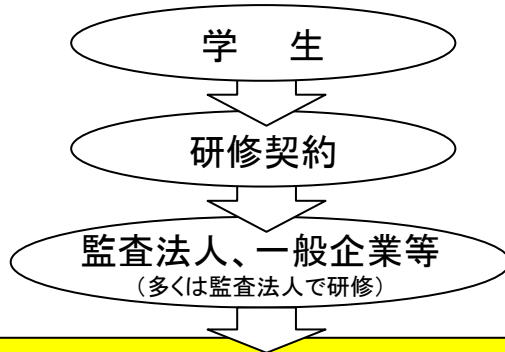 学　生
研修契約
監査法人、一般企業等
（多くは監査法人で研修）